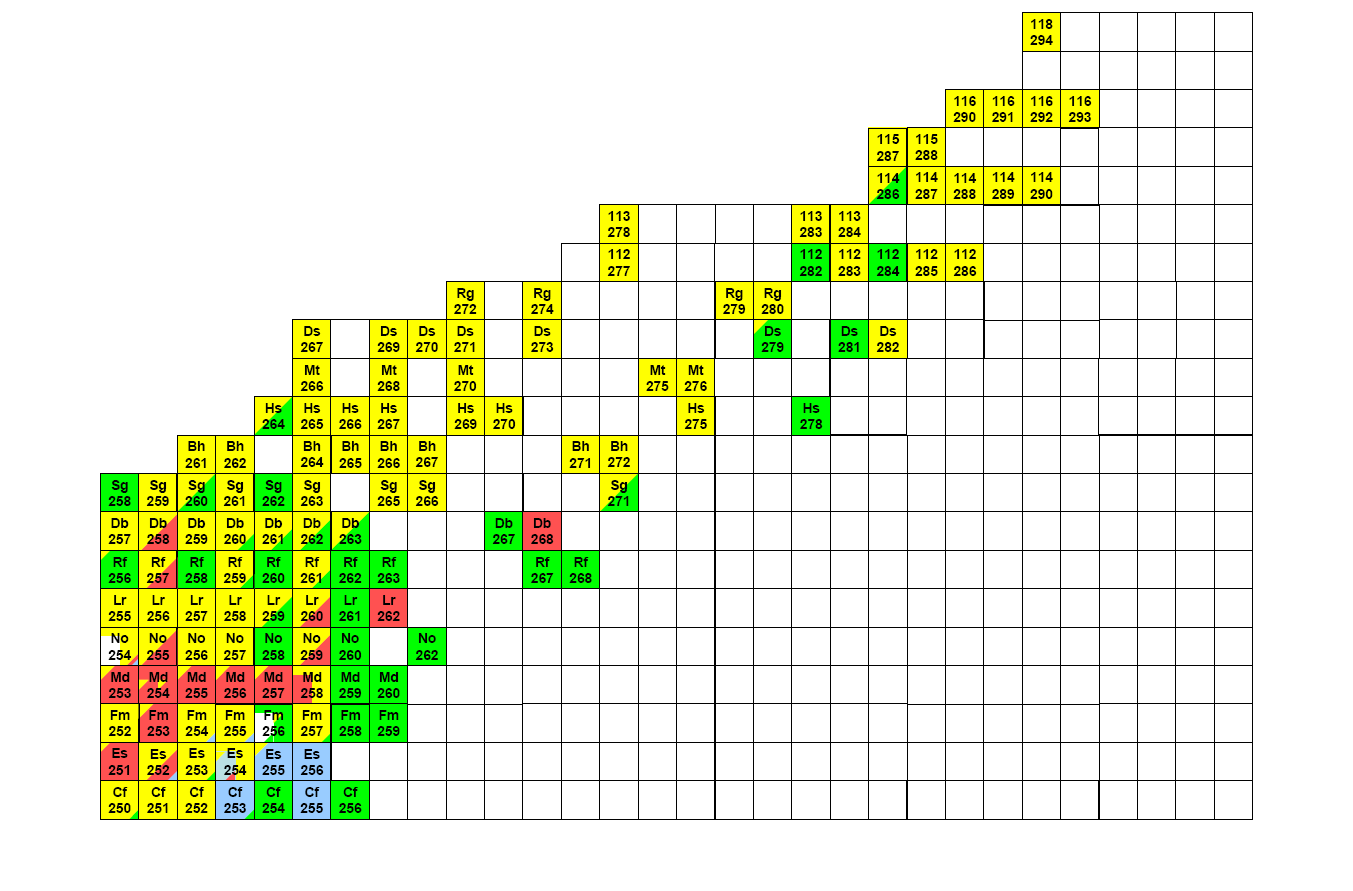 118
294
116 116 116 116
290 291 292 293
115 115
287 288
114 114 114 114 114
286 287 288 289 290
113 113 113
278 283 284
112 112 112 112 112 112
277 282 283 284 285 286
Rg Rg Rg Rg
272 274 279 280
Ds Ds Ds Ds Ds Ds Ds Ds
267 269 270 271 273 279 281 282
Mt Mt Mt Mt Mt
266 268 270 275 276
Hs Hs Hs Hs Hs Hs Hs Hs
264 265 266 267 269 270 275 278
Bh Bh Bh Bh Bh Bh Bh Bh
261 262 264 265 266 267 271 272
Sg Sg Sg Sg Sg Sg Sg Sg Sg
258 259 260 261 262 263 265 266 271
Db Db Db Db Db Db Db Db Db
257 258 259 260 261 262 263 267 268
Rf Rf Rf Rf Rf Rf Rf Rf Rf Rf
256 257 258 259 260 261 262 263 267 268
Lr Lr Lr Lr Lr Lr Lr Lr
255 256 257 258 259 260 261 262
No No No No No No No No
254 255 256 257 258 259 260 262
Md Md Md Md Md Md Md Md
253 254 255 256 257 258 259 260
Fm Fm Fm Fm Fm Fm Fm Fm
252 253 254 255 256 257 258 259
Es Es Es Es Es Es
251 252 253 254 255 256
Cf Cf Cf Cf Cf Cf Cf
250 251 252 253 254 255 256